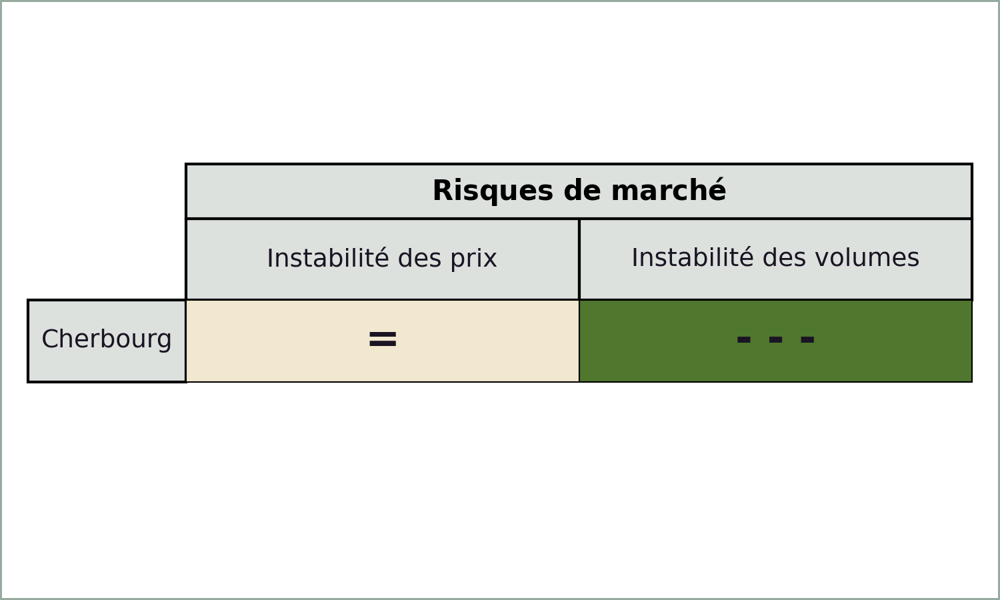 Risques de marché
Instabilité des prix
Instabilité des volumes
Cherbourg
=
- - -